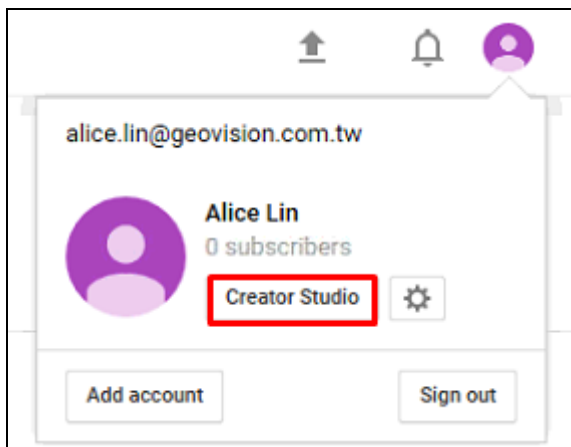 alice.lin@geovision.com.tw
Alice Lin
0 subscribers
Creator Studio
Add account
Sign out